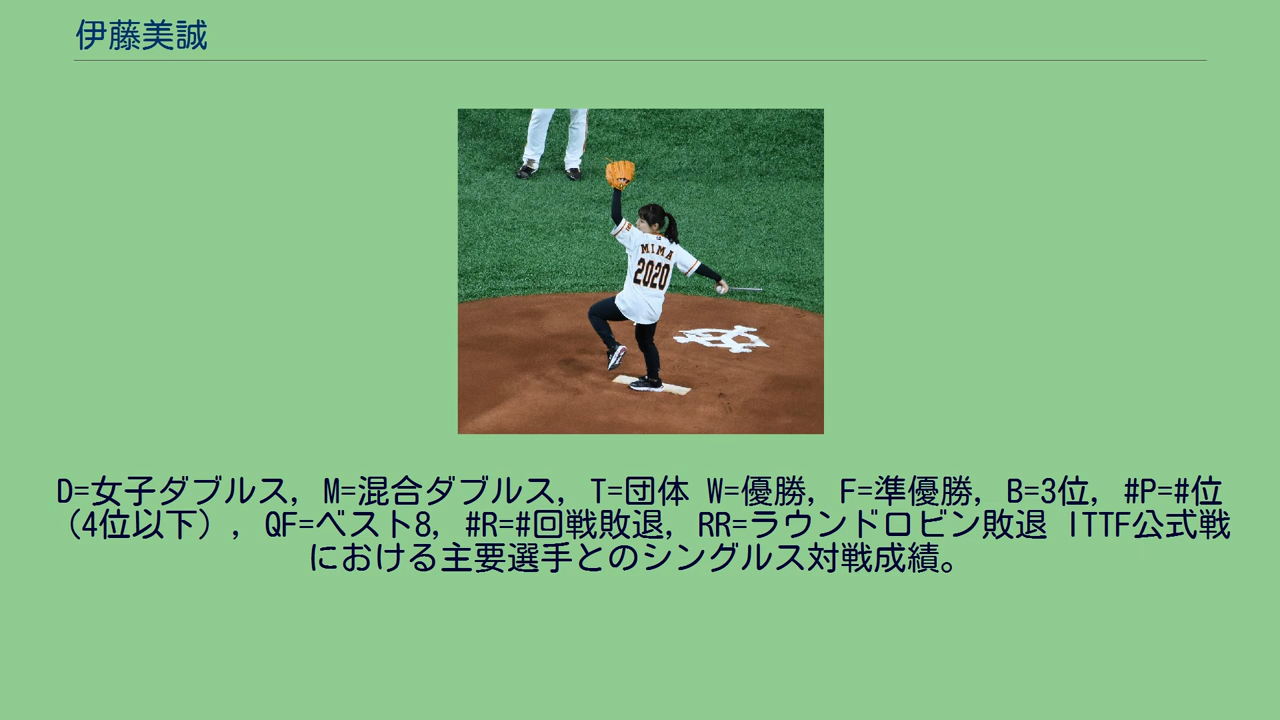 伊藤美誠
MIMA
2020
D=女子ダブルス, M=混合ダブルス, T=団体 W=優勝, F=準優勝, B=3位, #P=#位
（4位以下）, QF=ベスト8, #R=#回戦敗退, RR=ラウンドロビン敗退 ITTF公式戦
における主要選手とのシングルス対戦成績。